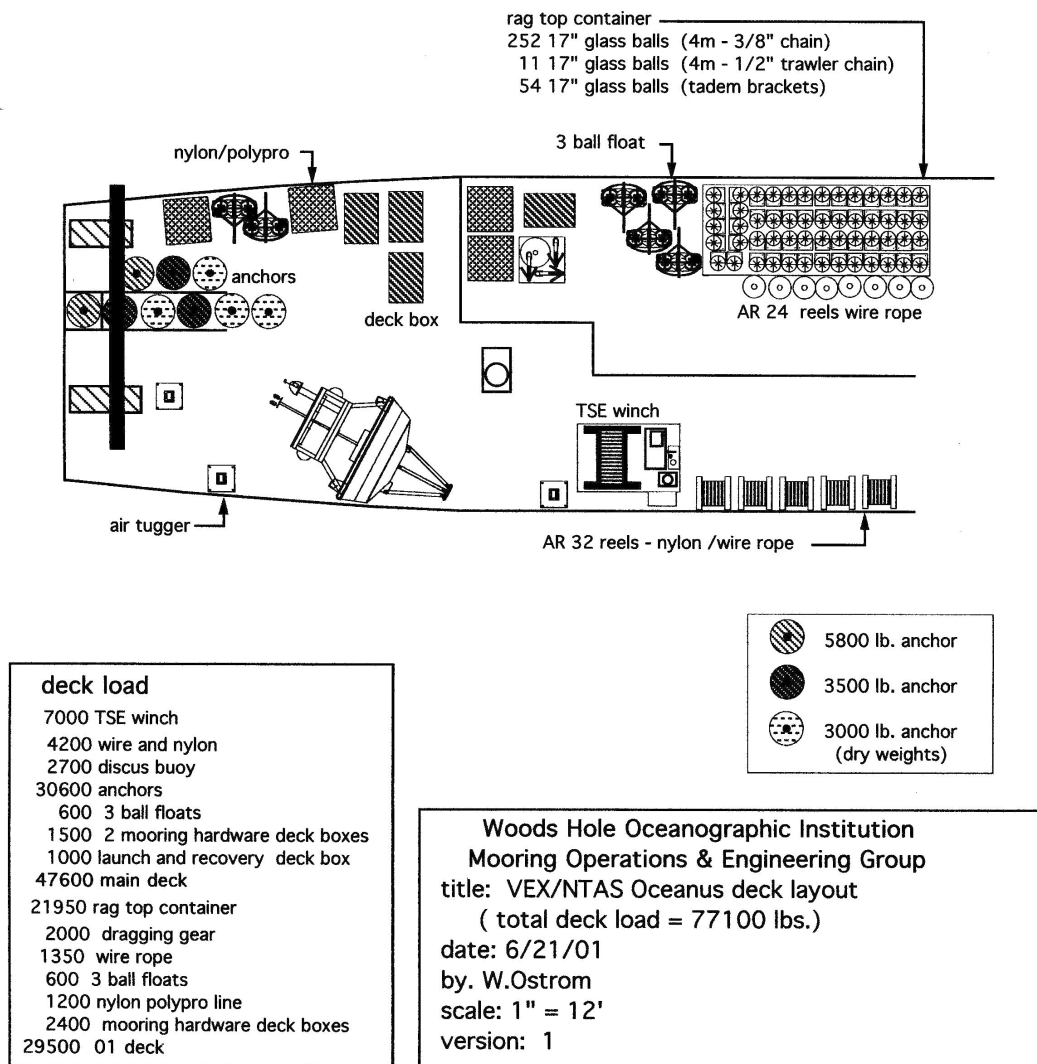 rag top container
252 17" glass balls (4m - 3/8" chain)
11 17" glass balls (4m - 1/2" trawler chain)
54 17" glass balls (tadem brackets)
nylon/polypro
3 ball float
anchors
deck box
AR 24 reels wire rope
TSE winch
air tugger
AR 32 reels - nylon /wire rope
5800 lb. anchor
3500 lb. anchor
3000 lb. anchor
(dry weights)
deck load
7000 TSE winch
4200 wire and nylon
2700 discus buoy
30600 anchors
600 3 ball floats
1500 2 mooring hardware deck boxes
1000 launch and recovery deck box
47600 main deck
21950 rag top container
2000 dragging gear
1350 wire rope
600 3 ball floats
1200 nylon polypro line
2400 mooring hardware deck boxes
29500 01 deck
Woods Hole Oceanographic Institution
Mooring Operations & Engineering Group
title: VEX/NTAS Oceanus deck layout
( total deck load = 77100 lbs.)
date: 6/21/01
by. W.Ostrom
scale: 1" = 12'
version: 1